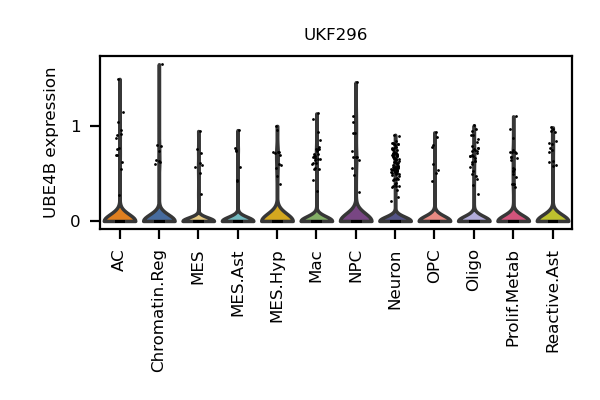 UKF296
UBE4B expression
1
0
AC
Chromatin.Reg
MES
MES.Ast
MES.Hyp
Mac
NPC
Neuron
OPC
Oligo
Prolif.Metab
Reactive.Ast